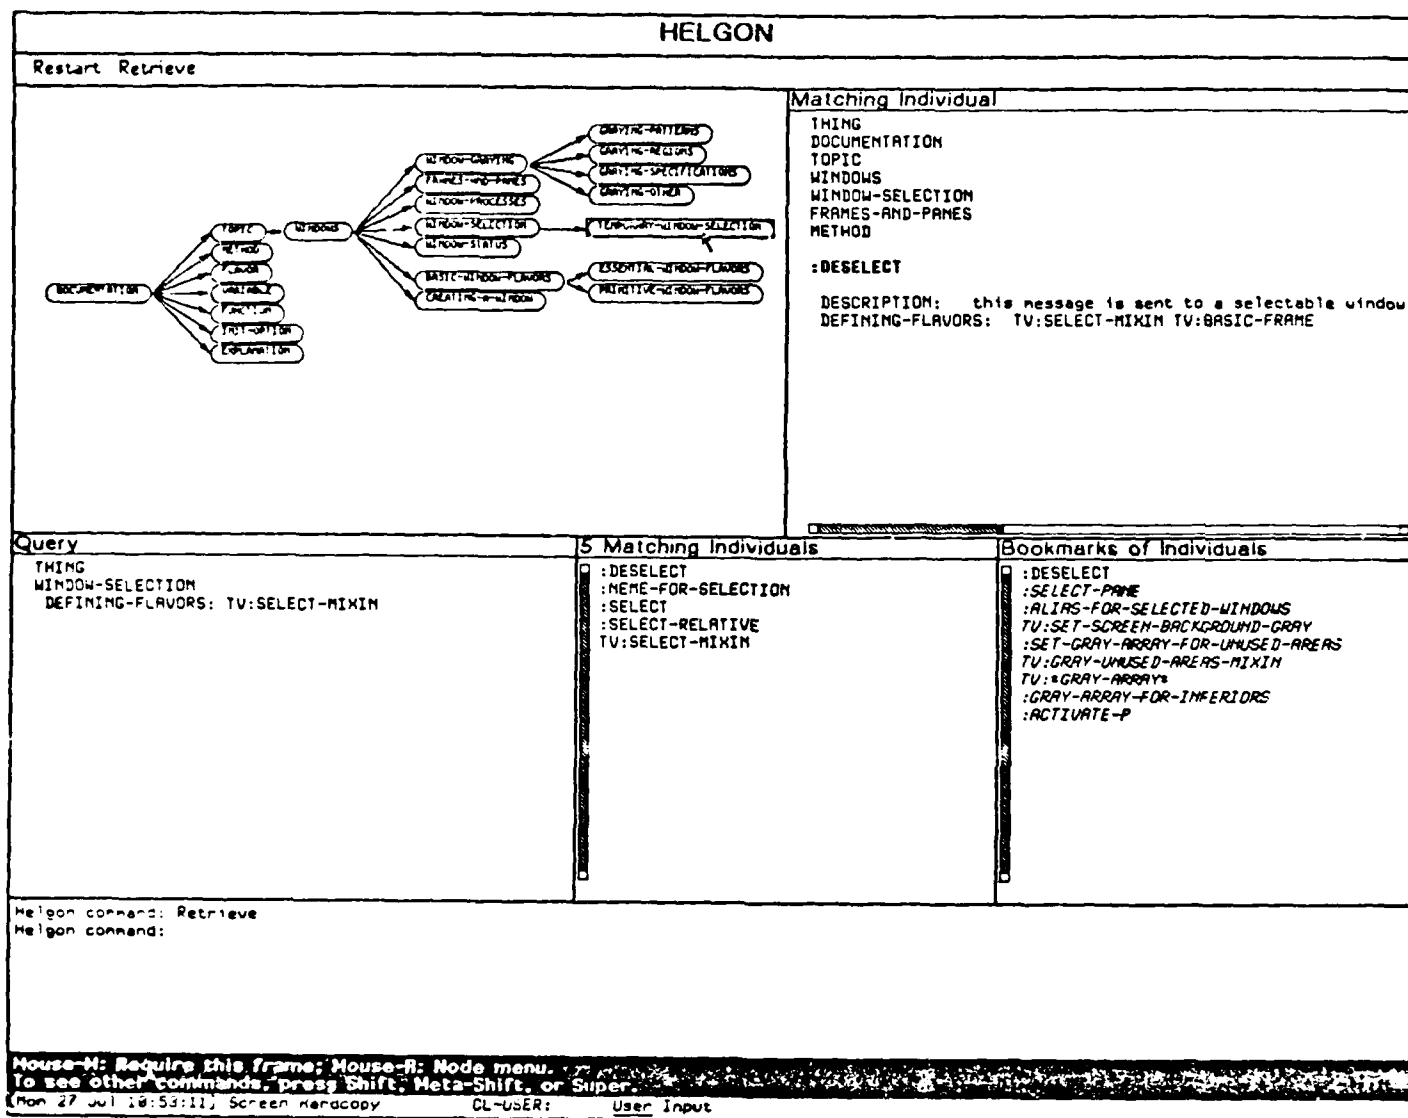 HELGON
Restart Retrieve
DOCUMENTATION
TOPIC
METHOD
FLAVOR
VARIABLE
FUNCTION
INIT-OPTION
EXPLANATION
WINDOWS
WINDOW-GRAYING
FRAMES-AND-PANES
WINDOW-PROCESSES
WINDOW-SELECTION
WINDOW-STATUS
BASIC-WINDOW-FLAVORS
CREATING-A-WINDOW
GRAYING-PATTERNS
GRAYING-REGIONS
GRAYING-SPECIFICATIONS
GRAYING-OTHER
TEMPORARY-WINDOW-SELECTION
ESSENTIAL-WINDOW-FLAVORS
PRIMITIVE-WINDOW-FLAVORS
Matching Individual
THING
DOCUMENTATION
TOPIC
WINDOWS
WINDOW-SELECTION
FRAMES-AND-PANES
METHOD
:DESELECT
DESCRIPTION: this message is sent to a selectable window
DEFINING-FLAVORS: TV:SELECT-MIXIN TV:BASIC-FRAME
Query
THING
WINDOW-SELECTION
DEFINING-FLAVORS: TV:SELECT-MIXIN
5 Matching Individuals
:DESELECT
:NAME-FOR-SELECTION
:SELECT
:SELECT-RELATIVE
TV:SELECT-MIXIN
Bookmarks of Individuals
:DESELECT
:SELECT-PANE
:ALIAS-FOR-SELECTED-WINDOWS
TV:SET-SCREEN-BACKGROUND-GRAY
:SET-GRAY-ARRAY-FOR-UNUSED-AREAS
TV:GRAY-UNUSED-AREAS-MIXIN
TV:*GRAY-ARRAY*
:GRAY-ARRAY-FOR-INFERIORS
:ACTIVATE-P
Helgon command: Retrieve
Helgon command:
Mouse-M: Require this frame; Mouse-R: Node menu.
To see other commands, press Shift, Meta-Shift, or Super.
[Mon 27 Jul 10:53:11] Screen Hardcopy CL-USER: User Input